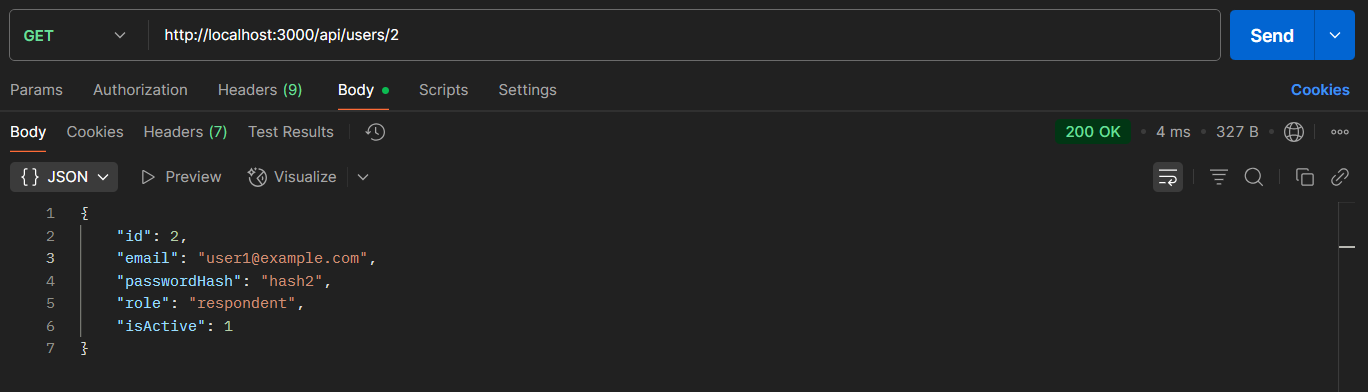 GET http://localhost:3000/api/users/2 Send
Params Authorization Headers (9) Body Scripts Settings Cookies
Body Cookies Headers (7) Test Results 200 OK 4 ms 327 B
{} JSON Preview Visualize
1 {
2 "id": 2,
3 "email": "user1@example.com",
4 "passwordHash": "hash2",
5 "role": "respondent",
6 "isActive": 1
7 }